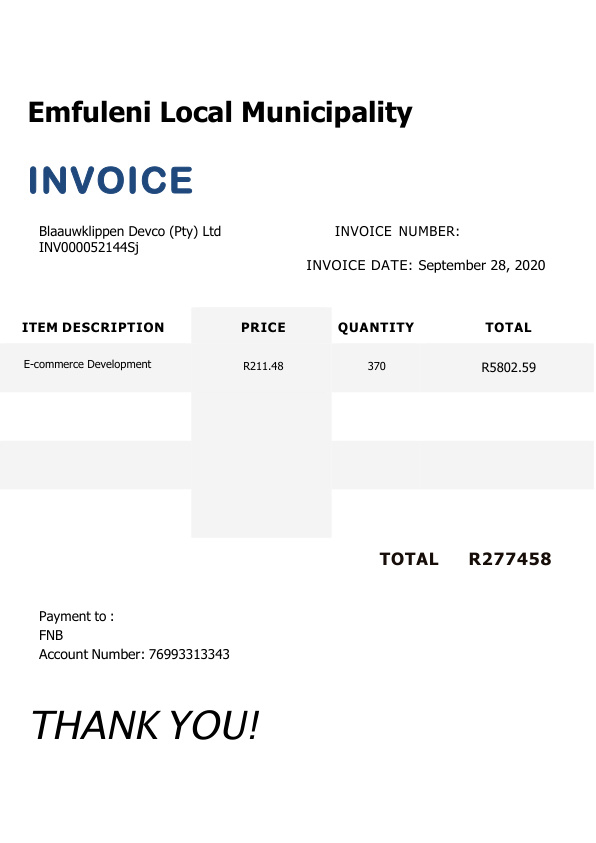 Emfuleni Local Municipality
INVOICE
Blaauwklippen Devco (Pty) Ltd
INV000052144Sj
INVOICE NUMBER:
INVOICE DATE: September 28, 2020
ITEM DESCRIPTION PRICE QUANTITY TOTAL
E-commerce Development R211.48 370 R5802.59
TOTAL R277458
Payment to :
FNB
Account Number: 76993313343
THANK YOU!